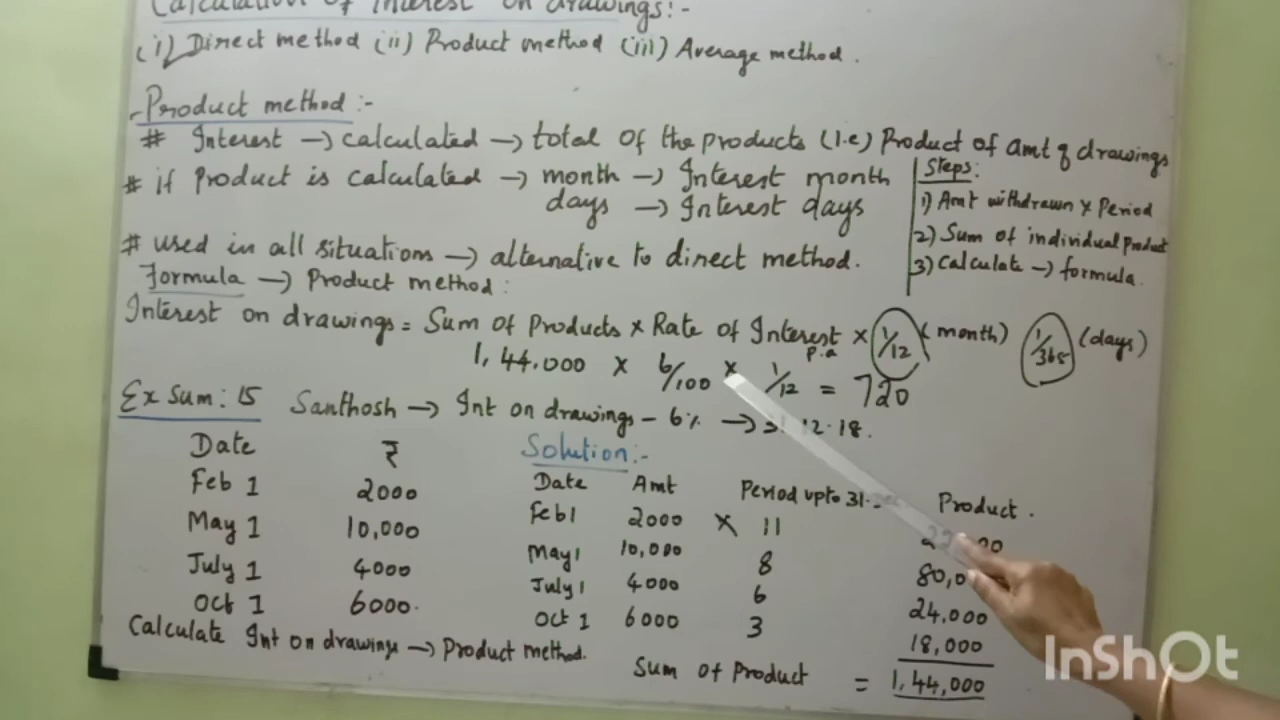 Calculation of Interest on drawings:-
(i) Direct method (ii) Product method (iii) Average method.
Product method :-
# Interest → calculated → total of the products (I.e) Product of amt of drawings
# if Product is calculated → month → Interest month
days → Interest days
# used in all situations → alternative to direct method.
Steps:
1) Amt withdrawn x Period
2) Sum of individual product
3) Calculate → formula.
Formula → Product method:
Interest on drawings = Sum of Products x Rate of Interest x 1/12 (month) 1/365 (days)
p.a
1,44.000 x 6/100 x 1/12 = 720
Ex sum: 15 Santhosh → Int on drawings - 6% → 12.18.
Date ₹
Feb 1 2000
May 1 10,000
July 1 4000
Oct 1 6000.
Calculate Int on drawings → Product method.
Solution:-
Date Amt Period upto 31. Product.
Feb 1 2000 x 11
May 1 10,000 8
July 1 4000 6 24,000
Oct 1 6000 3 18,000
Sum of Product = 1,44,000
InShOt